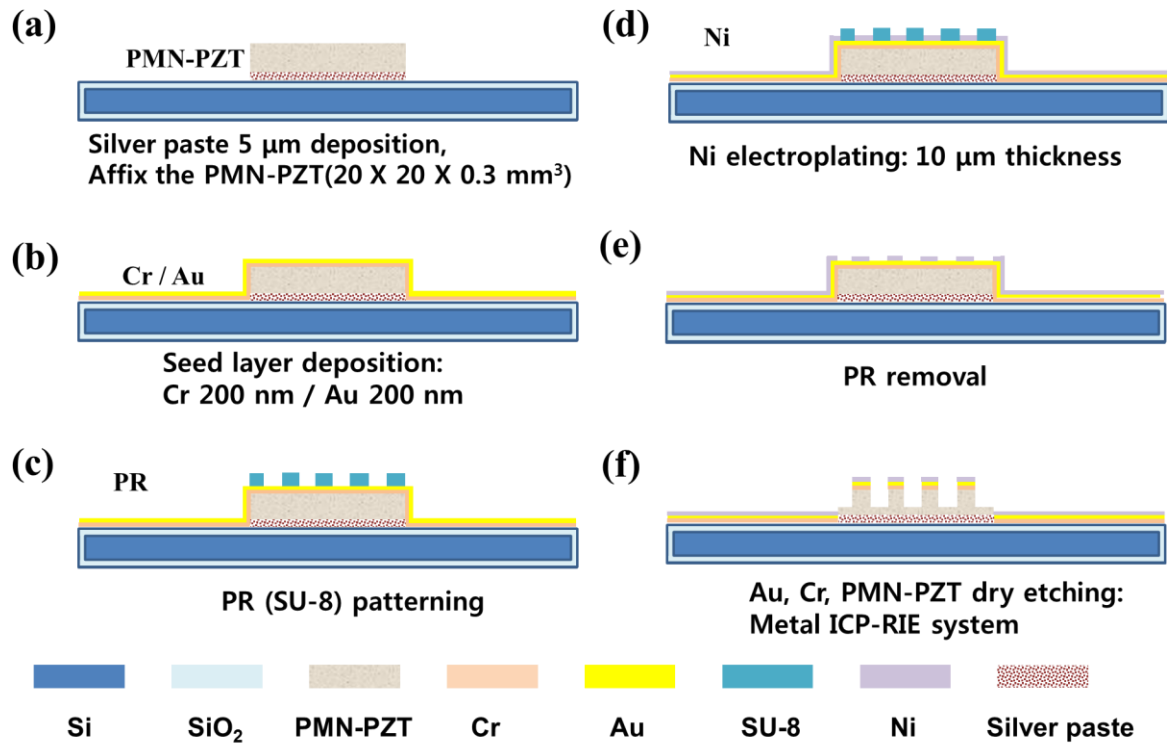 (a)
PMN-PZT
Silver paste 5 μm deposition,
Affix the PMN-PZT(20 X 20 X 0.3 mm³)
(b)
Cr / Au
Seed layer deposition:
Cr 200 nm / Au 200 nm
(c)
PR
PR (SU-8) patterning
(d)
Ni
Ni electroplating: 10 μm thickness
(e)
PR removal
(f)
Au, Cr, PMN-PZT dry etching:
Metal ICP-RIE system
Si SiO₂ PMN-PZT Cr Au SU-8 Ni Silver paste